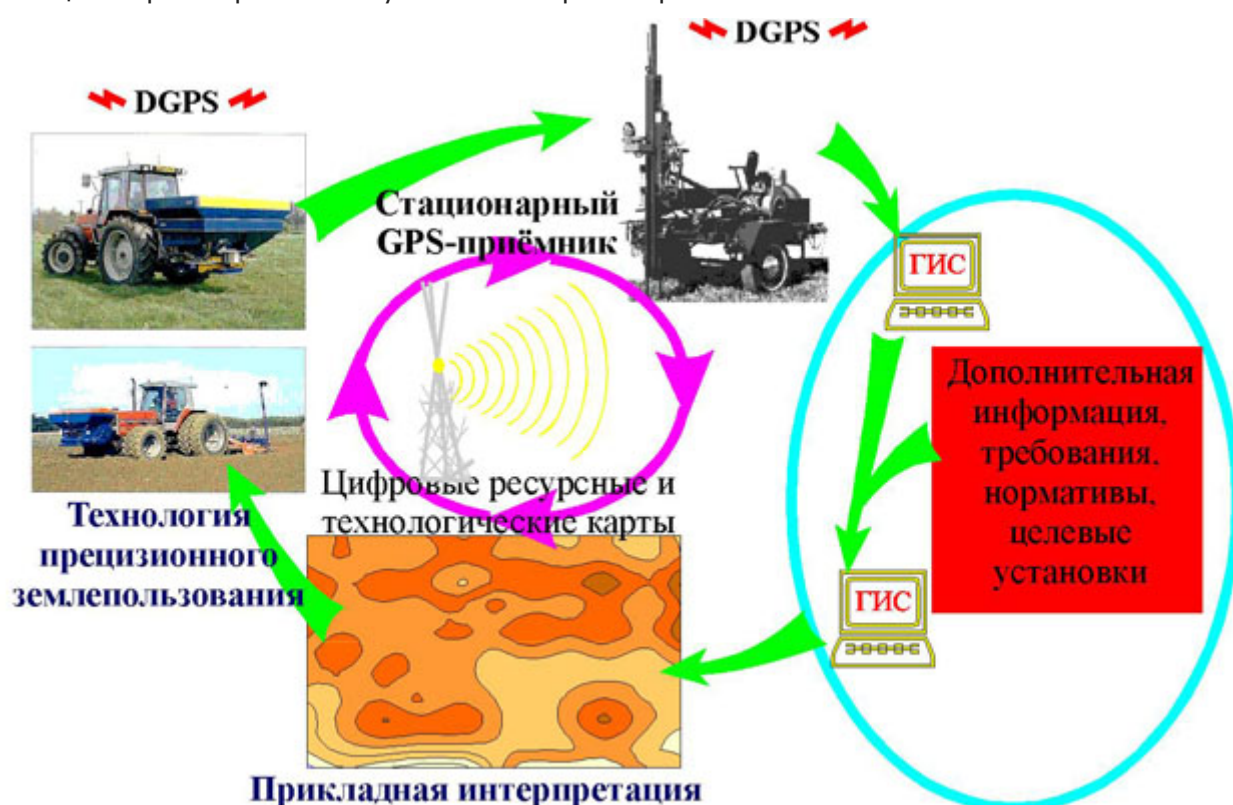 DGPS
DGPS
Стационарный
GPS-приёмник
ГИС
Дополнительная
информация,
требования,
нормативы,
целевые
установки
ГИС
Цифровые ресурсные и
технологические карты
Технология
прецизионного
землепользования
Прикладная интерпретация